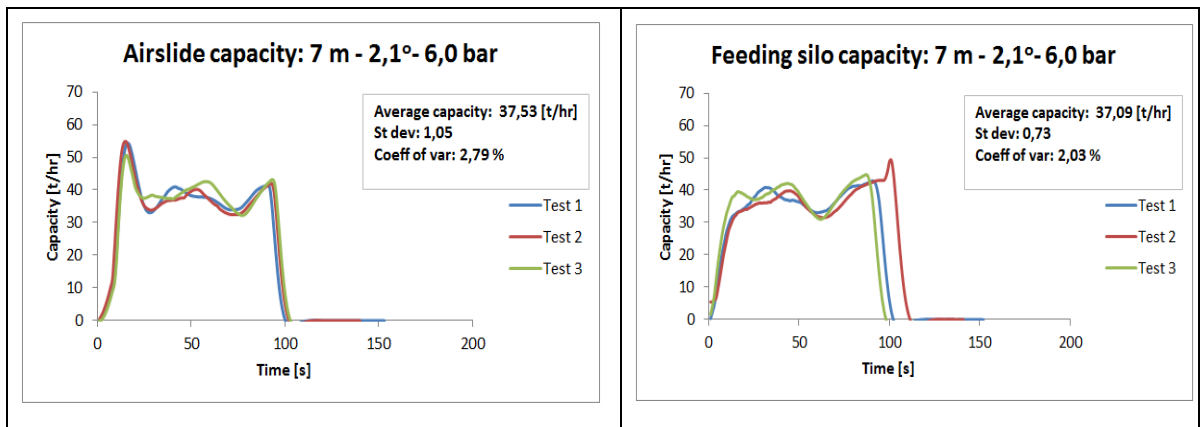 Airslide capacity: 7 m - 2,1º- 6,0 bar
Average capacity: 37,53 [t/hr]
St dev: 1,05
Coeff of var: 2,79 %
Capacity [t/hr]
70
60
50
40
30
20
10
0
0 50 100 150 200
Time [s]
Test 1
Test 2
Test 3
Feeding silo capacity: 7 m - 2,1º- 6,0 bar
Average capacity: 37,09 [t/hr]
St dev: 0,73
Coeff of var: 2,03 %
Capacity [t/hr]
70
60
50
40
30
20
10
0
0 50 100 150 200
Time [s]
Test 1
Test 2
Test 3